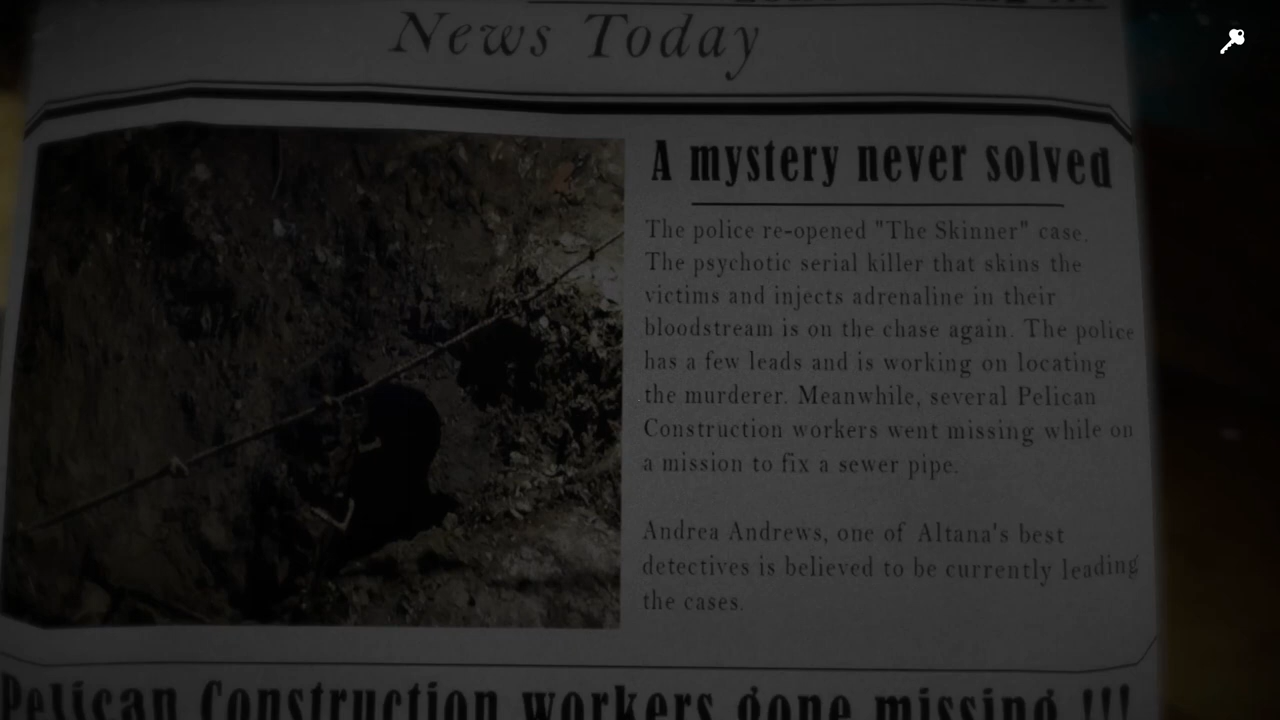 News Today
A mystery never solved
The police re-opened "The Skinner" case.
The psychotic serial killer that skins the
victims and injects adrenaline in their
bloodstream is on the chase again. The police
has a few leads and is working on locating
the murderer. Meanwhile, several Pelican
Construction workers went missing while on
a mission to fix a sewer pipe.
Andrea Andrews, one of Altana's best
detectives is believed to be currently leading
the cases.
Pelican Construction workers gone missing !!!